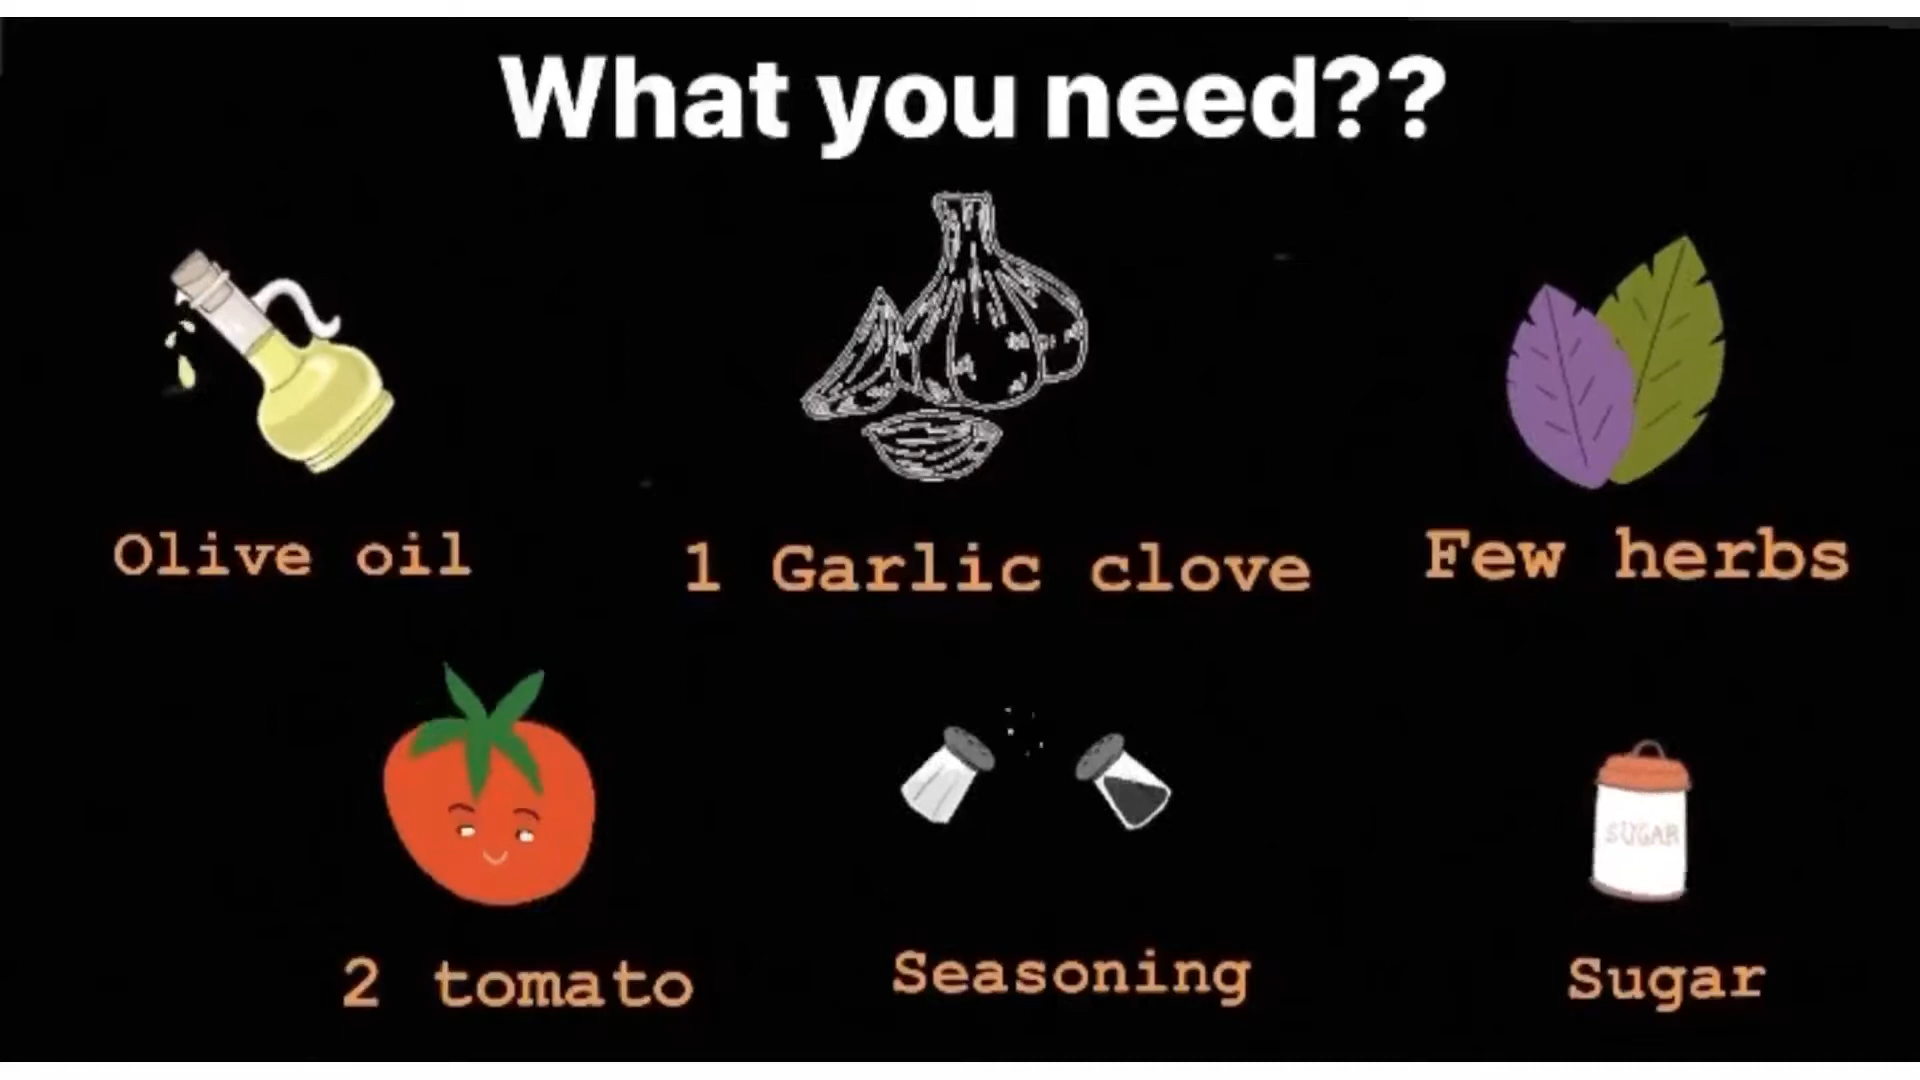 What you need??
Olive oil
1 Garlic clove
Few herbs
SUGAR
2 tomato
Seasoning
Sugar